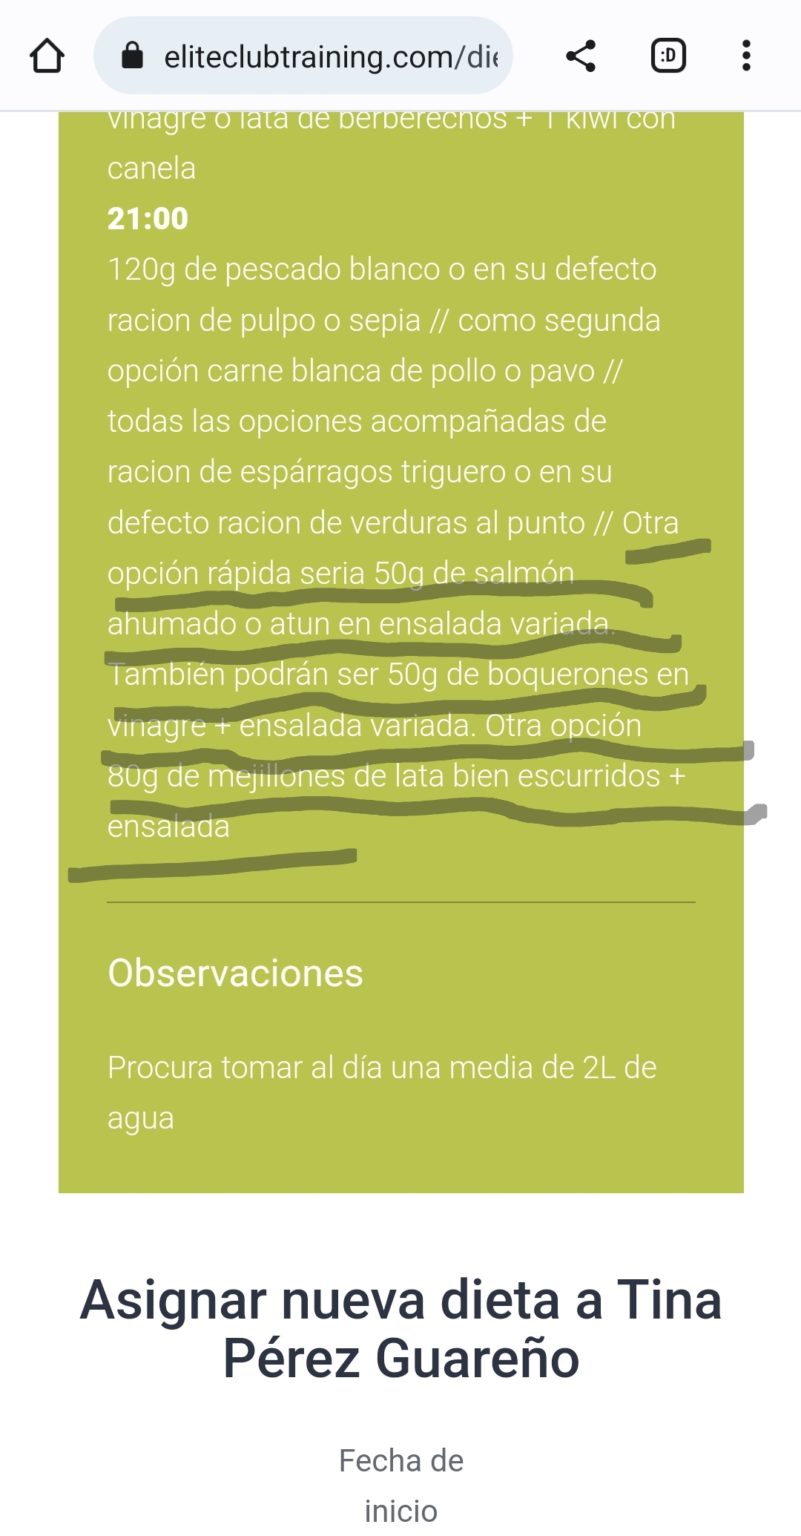 eliteclubtraining.com/die
:D
vinagre o lata de berberechos + 1 kiwi con
canela
21:00
120g de pescado blanco o en su defecto
racion de pulpo o sepia // como segunda
opción carne blanca de pollo o pavo //
todas las opciones acompañadas de
racion de espárragos triguero o en su
defecto racion de verduras al punto // Otra
opción rápida seria 50g de salmón
ahumado o atun en ensalada variada.
También podrán ser 50g de boquerones en
vinagre + ensalada variada. Otra opción
80g de mejillones de lata bien escurridos +
ensalada
Observaciones
Procura tomar al día una media de 2L de
agua
Asignar nueva dieta a Tina
Pérez Guareño
Fecha de
inicio